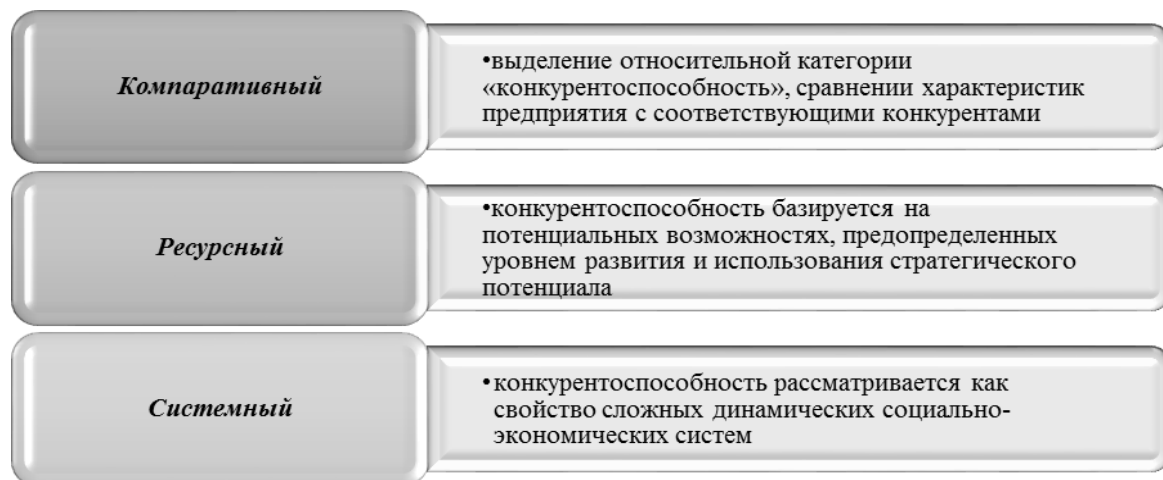 Компаративный
•выделение относительной категории
«конкурентоспособность», сравнении характеристик
предприятия с соответствующими конкурентами
Ресурсный
•конкурентоспособность базируется на
потенциальных возможностях, предопределенных
уровнем развития и использования стратегического
потенциала
Системный
•конкурентоспособность рассматривается как
свойство сложных динамических социально-
экономических систем